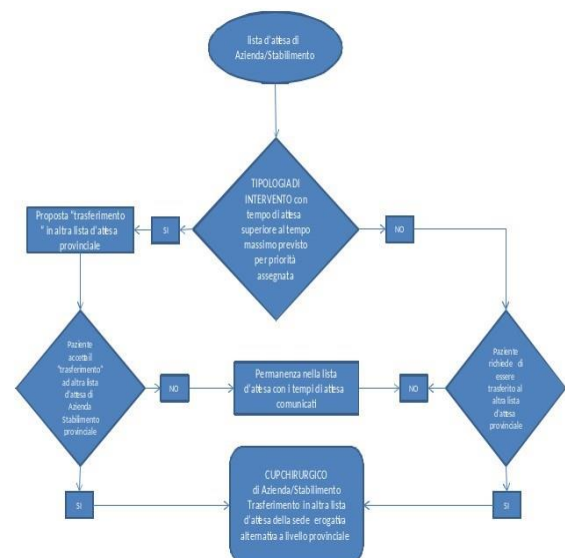 lista d'attesa di
Azienda/Stabilimento
TIPOLOGIA DI
INTERVENTO con
tempo di attesa
superiore al tempo
massimo previsto
per priorità
assegnata
Proposta "trasferimento
" in altra lista d'attesa
provinciale
SI
NO
Paziente
accetta il
"trasferimento"
ad altra lista
d'attesa di
Azienda
Stabilimento
provinciale
NO
Permanenza nella lista
d'attesa con i tempi di attesa
comunicati
NO
Paziente
richiede di
essere
trasferito al
altra lista
d'attesa
provinciale
SI
CUP CHIRURGICO
di Azienda/Stabilimento
Trasferimento in altra lista
d'attesa della sede erogativa
alternativa a livello provinciale
SI